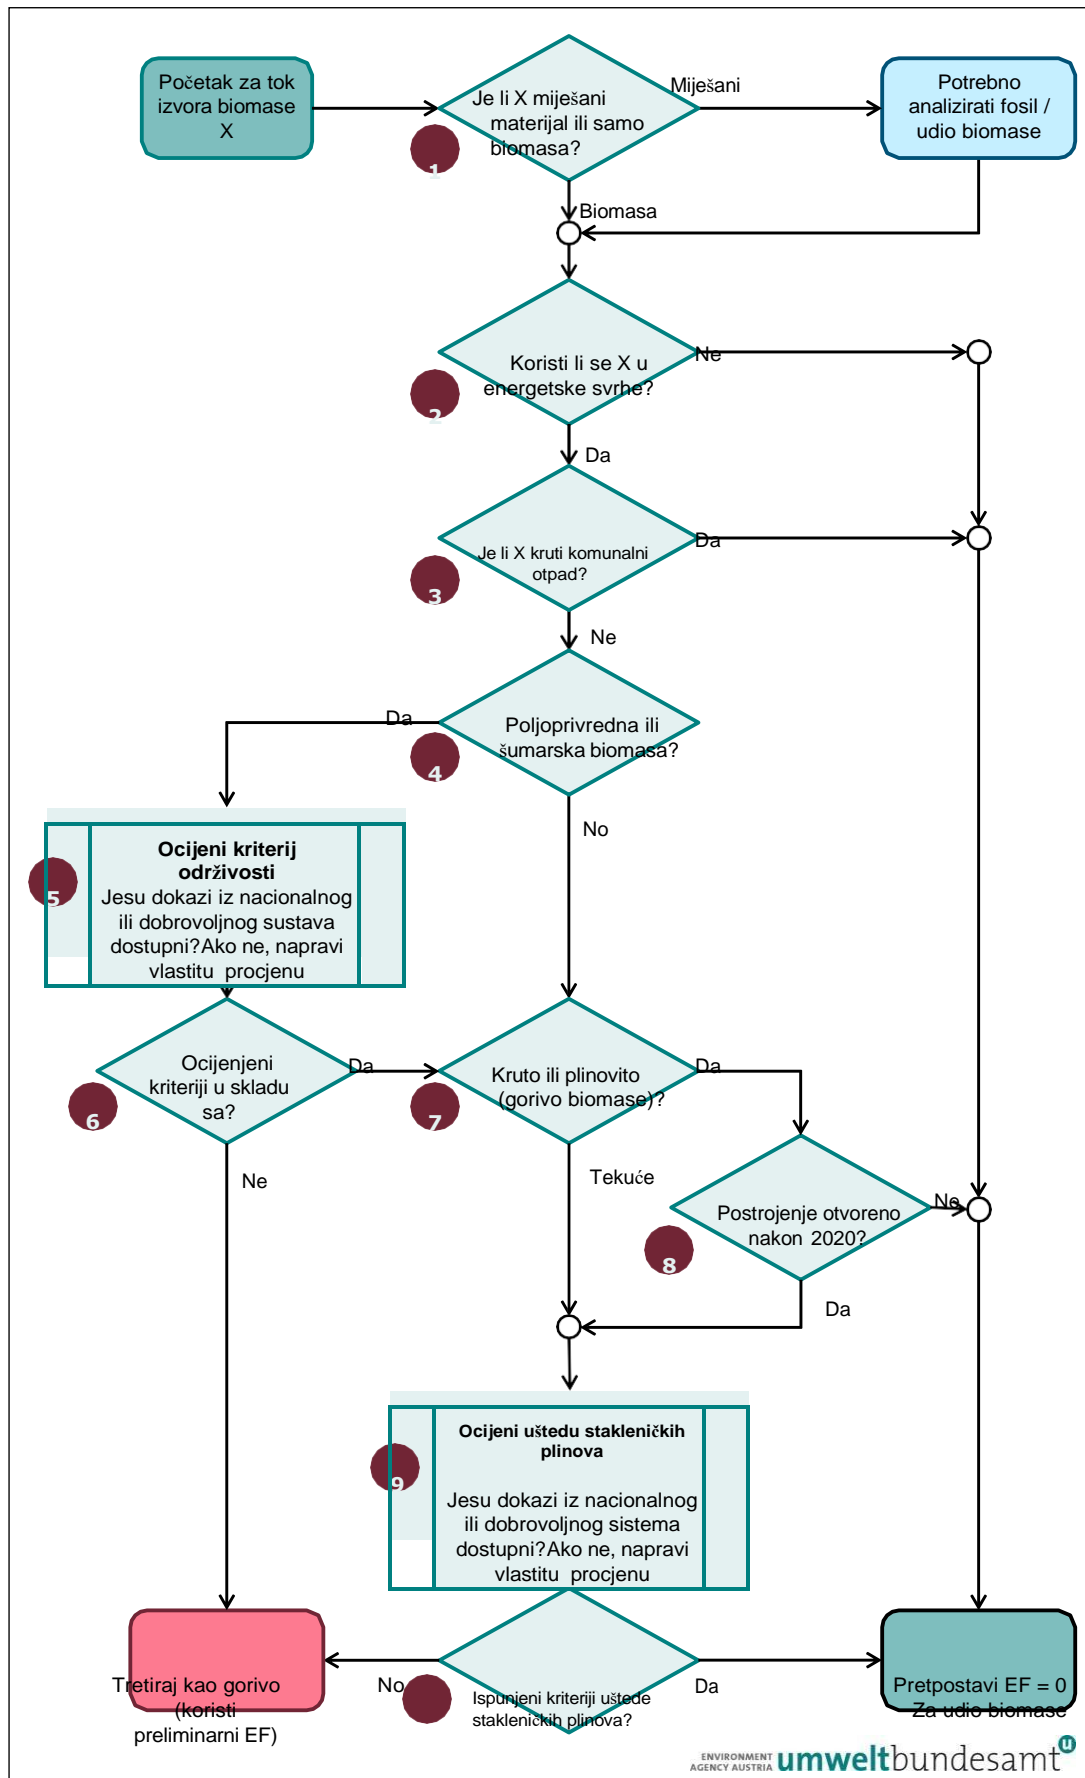 Početak za tok
izvora biomase
X
Je li X miješani
materijal ili samo
biomasa?
1
Miješani
Potrebno
analizirati fosil /
udio biomase
Biomasa
Koristi li se X u
energetske svrhe?
2
Ne
Da
Je li X kruti komunalni
otpad?
3
Da
Ne
Poljoprivredna ili
šumarska biomasa?
4
Da
No
Ocijeni kriterij
održivosti
Jesu dokazi iz nacionalnog
ili dobrovoljnog sustava
dostupni?Ako ne, napravi
vlastitu procjenu
5
Ocijenjeni
kriteriji u skladu
sa?
6
Da
Ne
Kruto ili plinovito
(gorivo biomase)?
7
Da
Tekuće
Postrojenje otvoreno
nakon 2020?
8
Ne
Da
Ocijeni uštedu stakleničkih
plinova
Jesu dokazi iz nacionalnog
ili dobrovoljnog sistema
dostupni?Ako ne, napravi
vlastitu procjenu
9
Ispunjeni kriteriji uštede
stakleničkih plinova?
No
Da
Tretiraj kao gorivo
(koristi
preliminarni EF)
Pretpostavi EF = 0
Za udio biomase
ENVIRONMENT
AGENCY AUSTRIA umweltbundesamt u